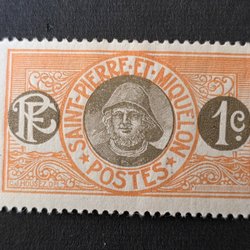 SAINT-PIERRE-ET-MIQUELON
RF
1c
POSTES